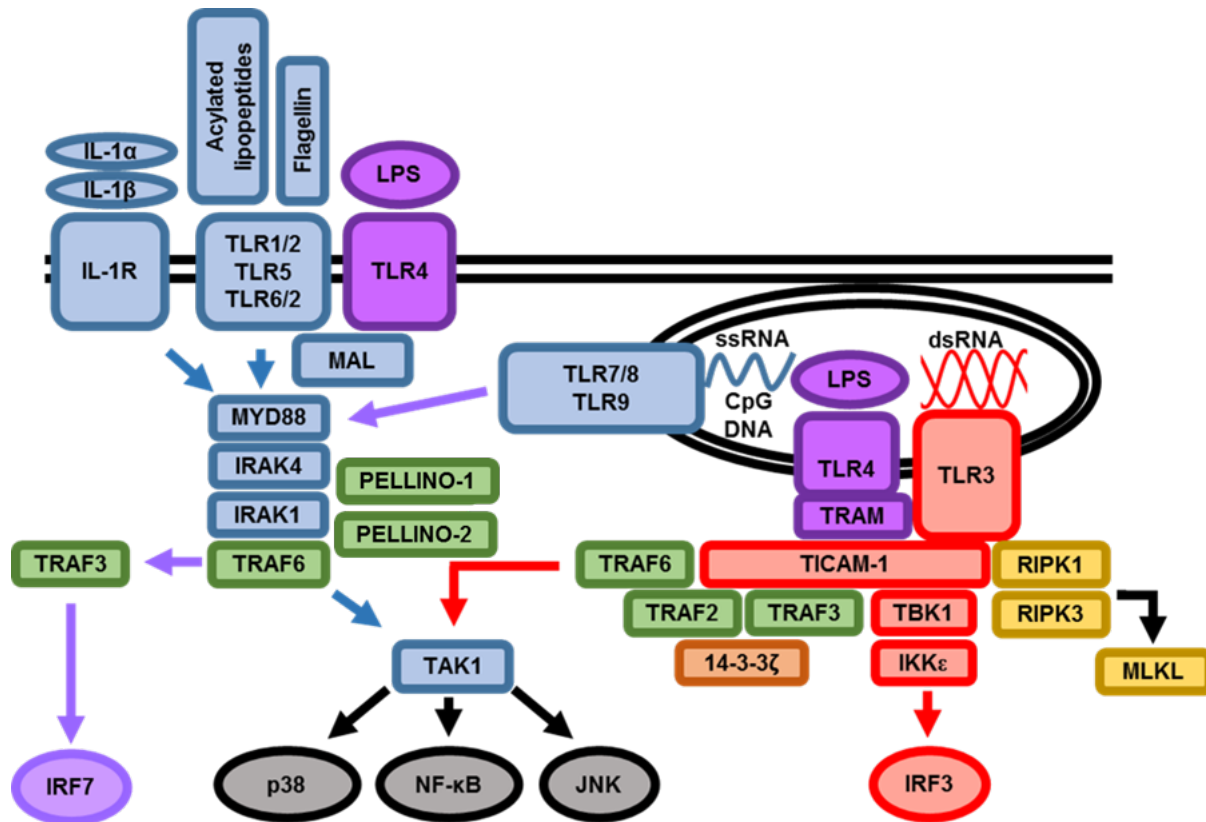 Acylated
lipopeptides
Flagellin
IL-1α
IL-1β
LPS
IL-1R
TLR1/2
TLR5
TLR6/2
TLR4
MAL
TLR7/8
TLR9
ssRNA
CpG
DNA
LPS
dsRNA
TLR4
TLR3
TRAM
MYD88
IRAK4
IRAK1
TRAF6
PELLINO-1
PELLINO-2
TRAF3
TRAF6
TICAM-1
RIPK1
TRAF2
TRAF3
TBK1
RIPK3
14-3-3ζ
IKKε
MLKL
TAK1
IRF7
p38
NF-κB
JNK
IRF3